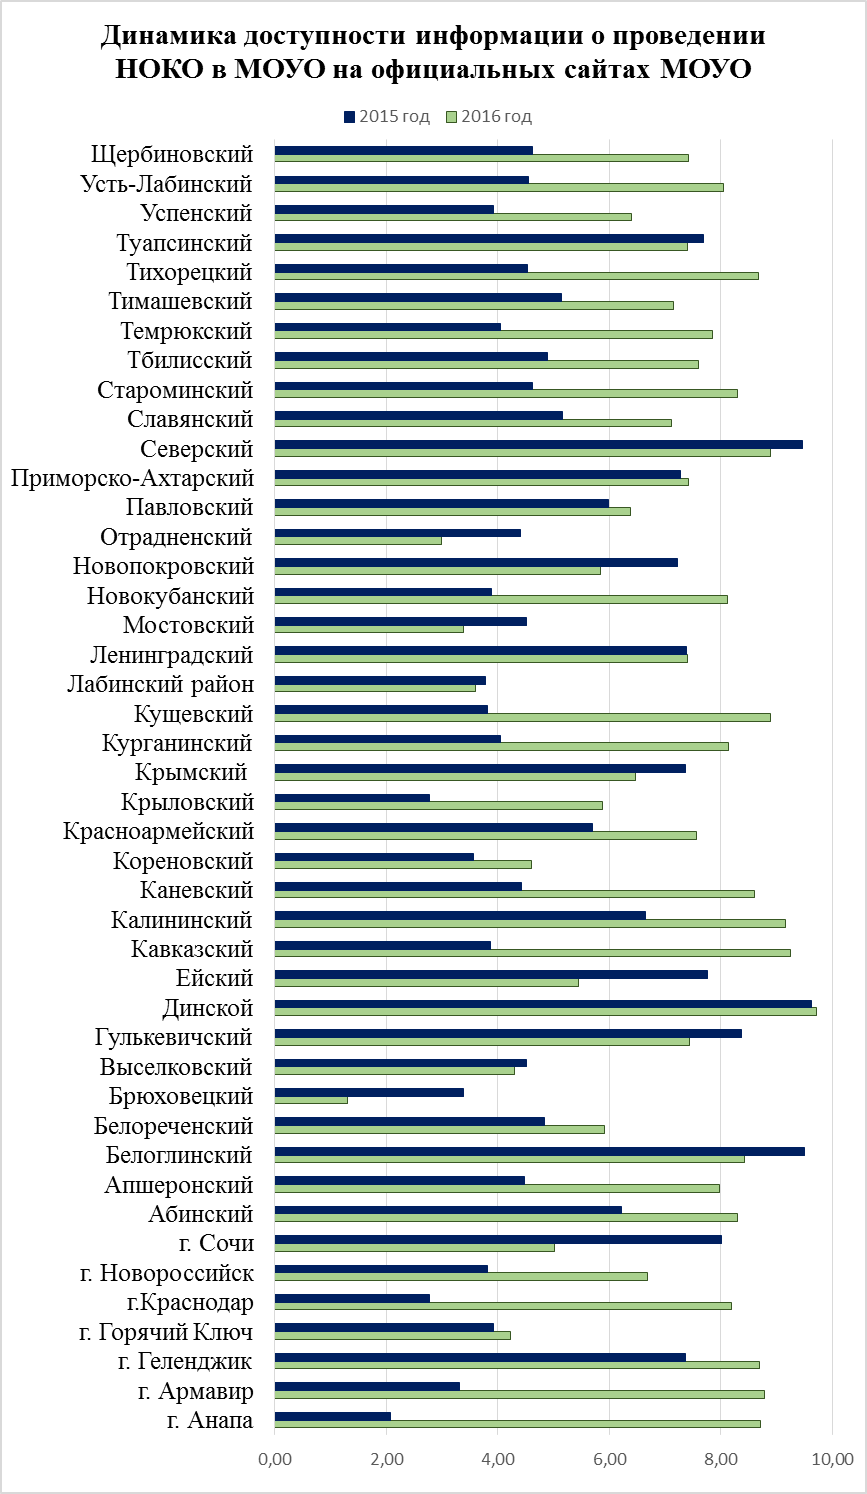 Динамика доступности информации о проведении
НОКО в МОУО на официальных сайтах МОУО
2015 год 2016 год
Щербиновский
Усть-Лабинский
Успенский
Туапсинский
Тихорецкий
Тимашевский
Темрюкский
Тбилисский
Староминский
Славянский
Северский
Приморско-Ахтарский
Павловский
Отрадненский
Новопокровский
Новокубанский
Мостовский
Ленинградский
Лабинский район
Кущевский
Курганинский
Крымский
Крыловский
Красноармейский
Кореновский
Каневский
Калининский
Кавказский
Ейский
Динской
Гулькевичский
Выселковский
Брюховецкий
Белореченский
Белоглинский
Апшеронский
Абинский
г. Сочи
г. Новороссийск
г.Краснодар
г. Горячий Ключ
г. Геленджик
г. Армавир
г. Анапа
0,00 2,00 4,00 6,00 8,00 10,00